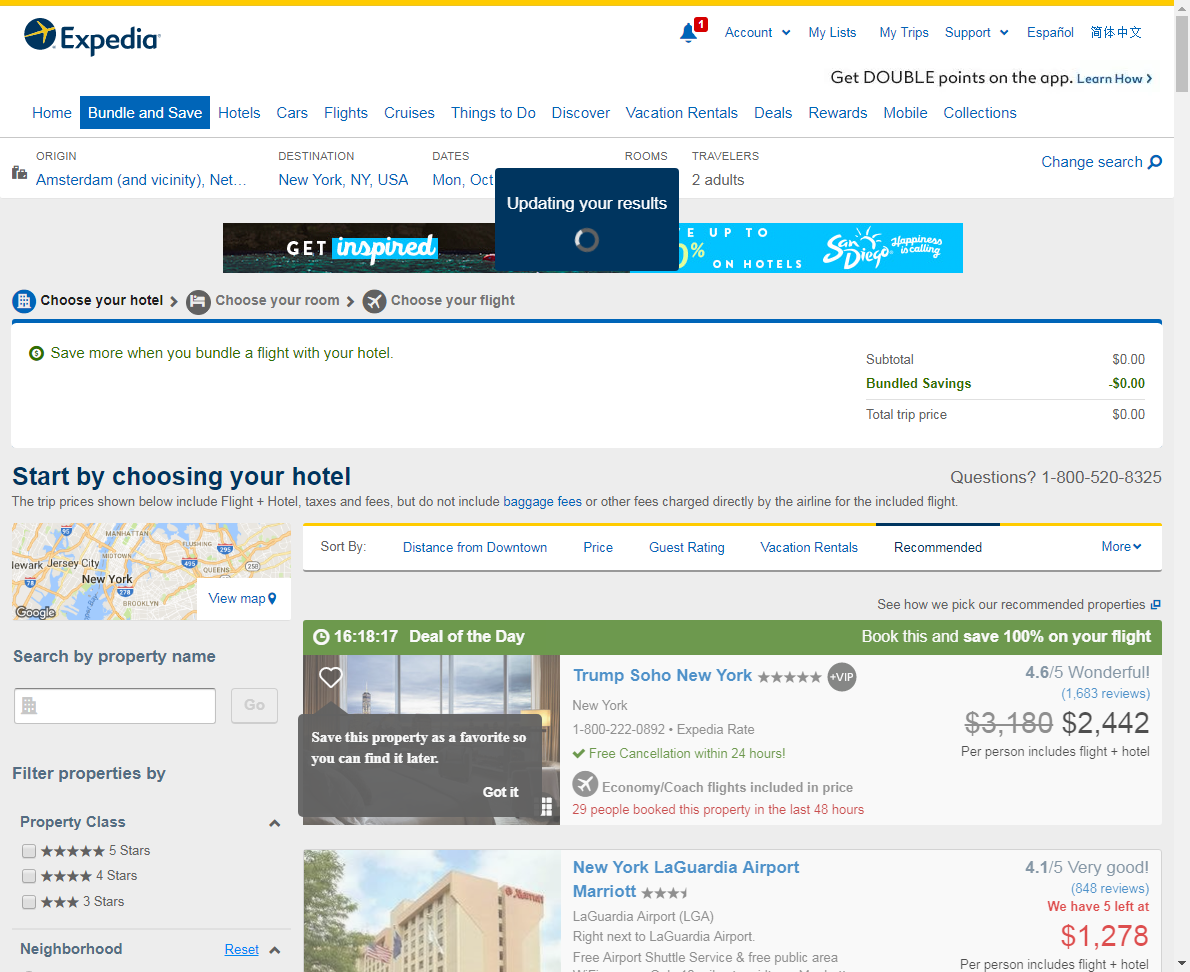 Expedia
1
Account
My Lists
My Trips
Support
Español
简体中文
Get DOUBLE points on the app. Learn How
Home
Bundle and Save
Hotels
Cars
Flights
Cruises
Things to Do
Discover
Vacation Rentals
Deals
Rewards
Mobile
Collections
ORIGIN
DESTINATION
DATES
ROOMS
TRAVELERS
Change search
Amsterdam (and vicinity), Net...
New York, NY, USA
Mon, Oct
2 adults
Updating your results
GET inspired
E UP TO
0%
ON HOTELS
San Diego
Happiness is calling
Choose your hotel
Choose your room
Choose your flight
Save more when you bundle a flight with your hotel.
Subtotal $0.00
Bundled Savings -$0.00
Total trip price $0.00
Start by choosing your hotel
Questions? 1-800-520-8325
The trip prices shown below include Flight + Hotel, taxes and fees, but do not include baggage fees or other fees charged directly by the airline for the included flight.
MANHATTAN
FLUSHING
MIDTOWN
295
95
495
lewark
Jersey City
QUEENS
258
New York
78
278
BROOKLYN
Google
View map
Sort By:
Distance from Downtown
Price
Guest Rating
Vacation Rentals
Recommended
More
See how we pick our recommended properties
Search by property name
Go
Filter properties by
Property Class
5 Stars
4 Stars
3 Stars
Neighborhood
Reset
16:18:17 Deal of the Day
Book this and save 100% on your flight
Save this property as a favorite so
you can find it later.
Got it
Trump Soho New York
+VIP
New York
1-800-222-0892 • Expedia Rate
Free Cancellation within 24 hours!
Economy/Coach flights included in price
29 people booked this property in the last 48 hours
4.6/5 Wonderful!
(1,683 reviews)
$3,180 $2,442
Per person includes flight + hotel
Marriott
New York LaGuardia Airport
Marriott
LaGuardia Airport (LGA)
Right next to LaGuardia Airport.
Free Airport Shuttle Service & free public area
4.1/5 Very good!
(848 reviews)
We have 5 left at
$1,278
Per person includes flight + hotel